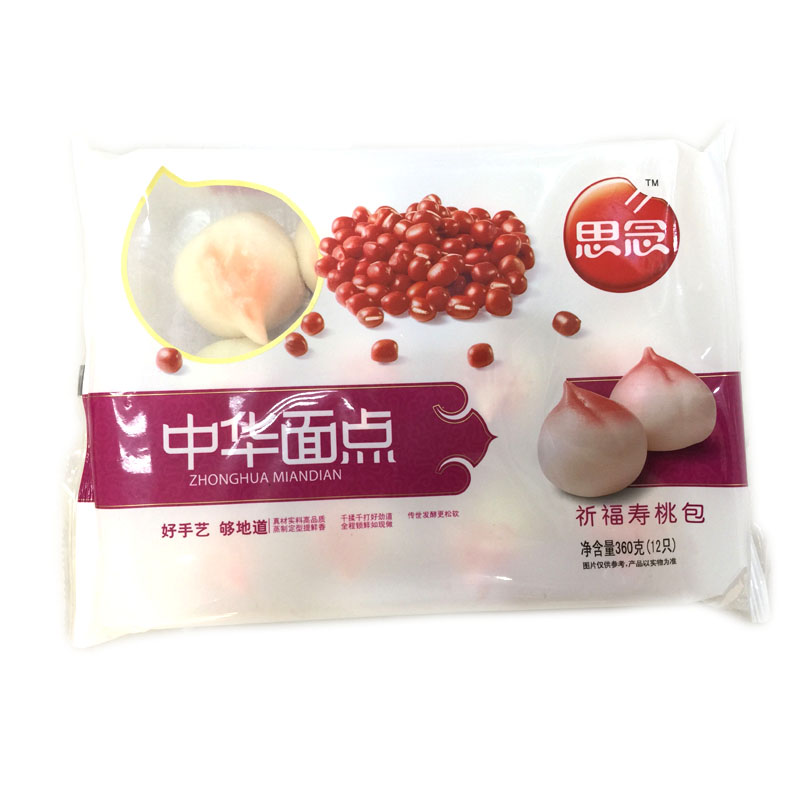 TM
思念
中华面点
ZHONGHUA MIANDIAN
好手艺 够地道
真材实料高品质 千揉千打好劲道 传世发酵更松软
蒸制定型提鲜香 全程锁鲜如现做
祈福寿桃包
净含量360克(12只)
图片仅供参考,产品以实物为准